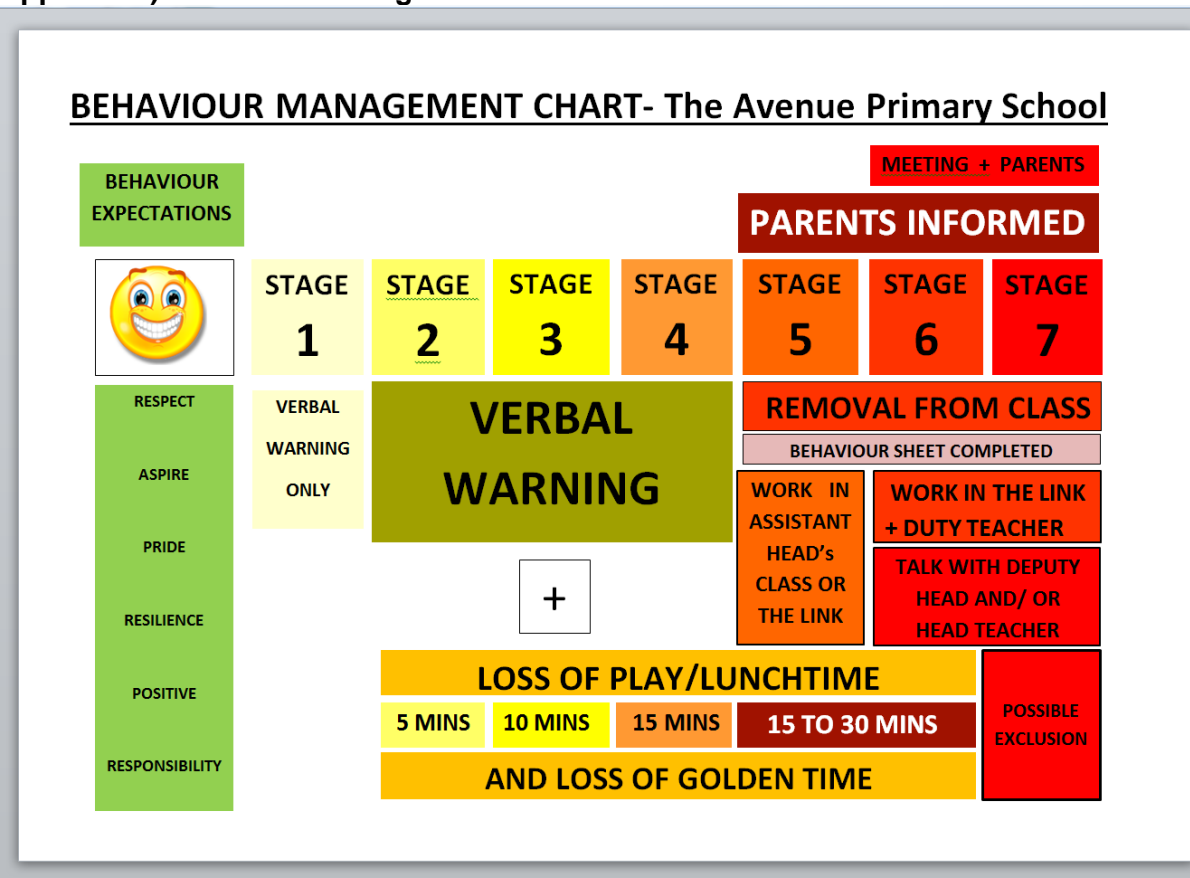 BEHAVIOUR MANAGEMENT CHART- The Avenue Primary School
BEHAVIOUR
EXPECTATIONS
MEETING + PARENTS
PARENTS INFORMED
STAGE
1
STAGE
2
STAGE
3
STAGE
4
STAGE
5
STAGE
6
STAGE
7
RESPECT
ASPIRE
PRIDE
RESILIENCE
POSITIVE
RESPONSIBILITY
VERBAL
WARNING
ONLY
VERBAL
WARNING
+
REMOVAL FROM CLASS
BEHAVIOUR SHEET COMPLETED
WORK IN
ASSISTANT
HEAD's
CLASS OR
THE LINK
WORK IN THE LINK
+ DUTY TEACHER
TALK WITH DEPUTY
HEAD AND/ OR
HEAD TEACHER
LOSS OF PLAY/LUNCHTIME
5 MINS
10 MINS
15 MINS
15 TO 30 MINS
AND LOSS OF GOLDEN TIME
POSSIBLE
EXCLUSION